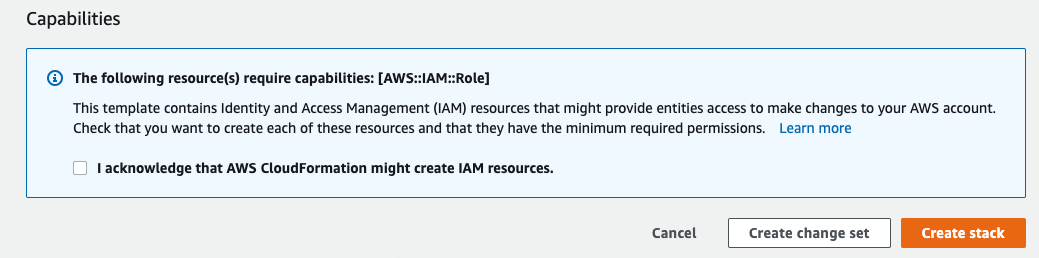 Capabilities
The following resource(s) require capabilities: [AWS::IAM::Role]
This template contains Identity and Access Management (IAM) resources that might provide entities access to make changes to your AWS account.
Check that you want to create each of these resources and that they have the minimum required permissions. Learn more
I acknowledge that AWS CloudFormation might create IAM resources.
Cancel Create change set Create stack